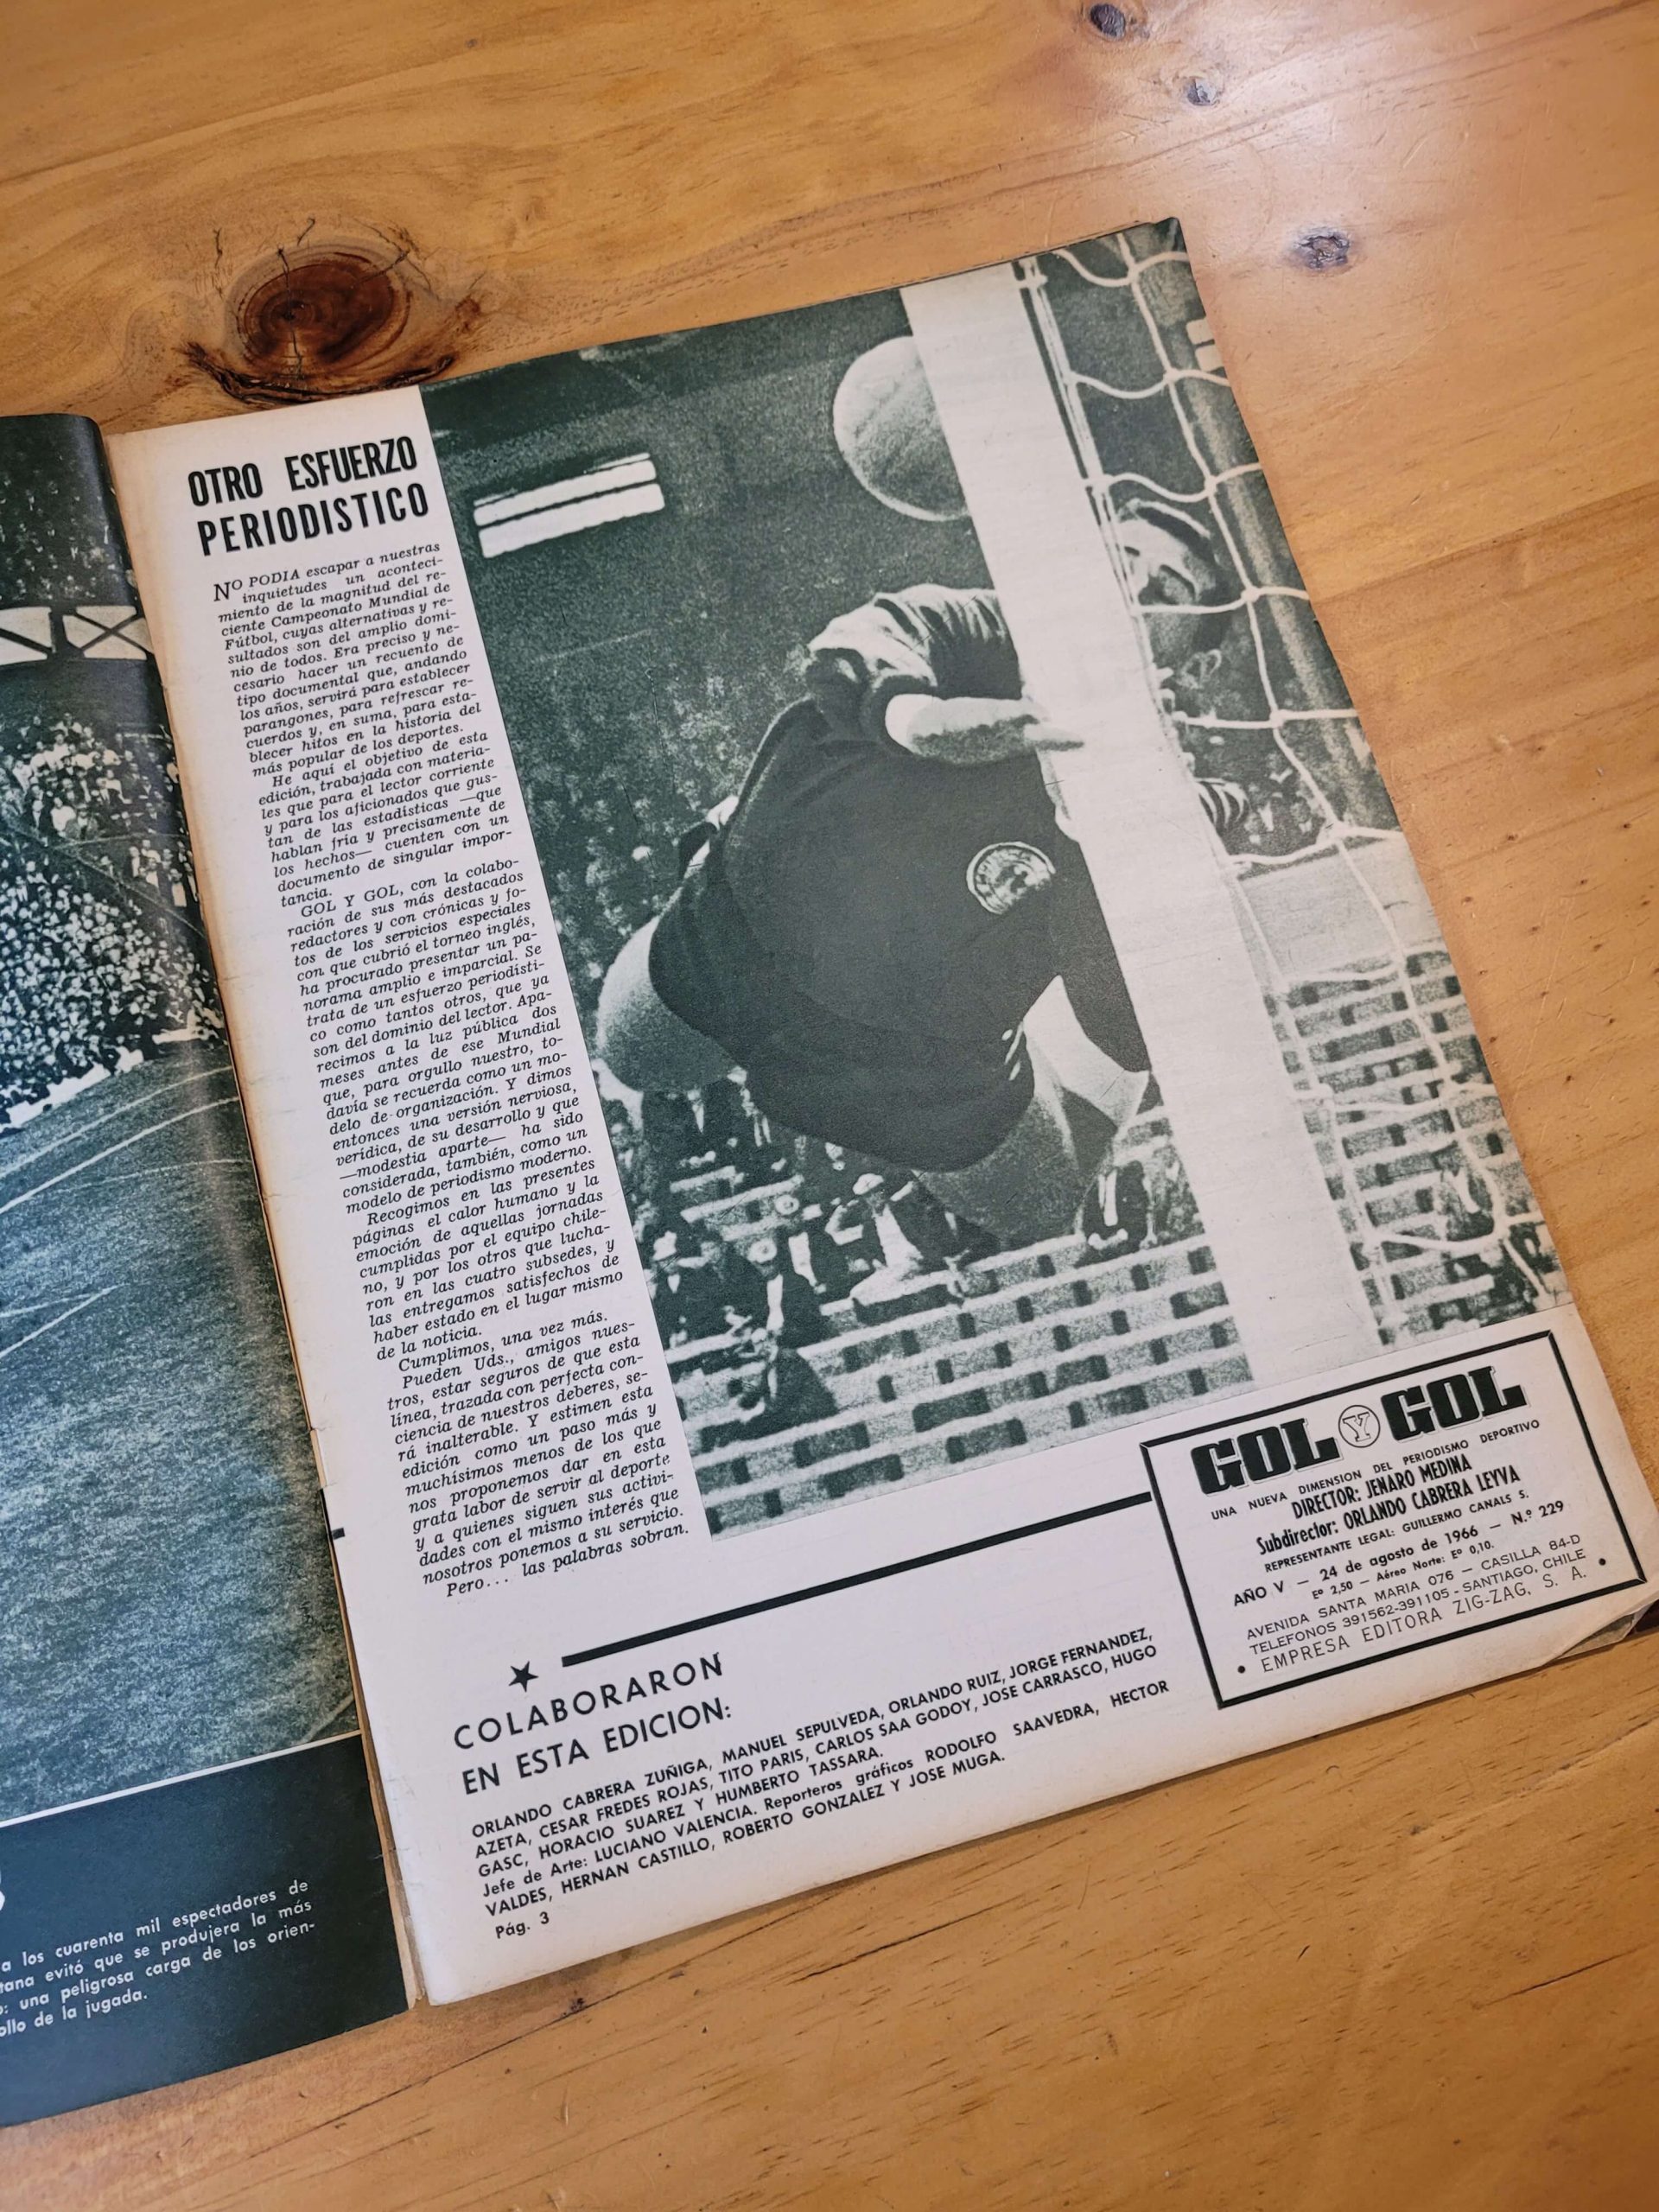 OTRO ESFUERZO
PERIODISTICO
NO PODIA escapar a nuestras
inquietudes un aconteci-
miento de la magnitud del re-
ciente Campeonato Mundial de
Fútbol, cuyas alternativas y re-
sultados son del amplio domi-
nio de todos. Era preciso y ne-
cesario hacer un recuento de
tipo documental que, andando
los años, servirá para establecer
parangones, para refrescar re-
cuerdos y, en suma, para esta-
blecer hitos en la historia del
más popular de los deportes.
He aquí el objetivo de esta
edición, trabajada con materia-
les que para el lector corriente
y para los aficionados que gus-
tan de las estadísticas —que
hablan fría y precisamente de
los hechos— cuenten con un
documento de singular impor-
tancia.
GOL Y GOL, con la colabo-
ración de sus más destacados
redactores y con crónicas y fo-
tos de los servicios especiales
con que cubrió el torneo inglés,
ha procurado presentar un pa-
norama amplio e imparcial. Se
trata de un esfuerzo periodísti-
co como tantos otros, que ya
son del dominio del lector. Apa-
recimos a la luz pública dos
meses antes de ese Mundial
que, para orgullo nuestro, to-
davía se recuerda como un mo-
delo de organización. Y dimos
entonces una versión nerviosa,
verídica, de su desarrollo y que
—modestia aparte— ha sido
considerada, también, como un
modelo de periodismo moderno.
Recogimos en las presentes
páginas el calor humano y la
emoción de aquellas jornadas
cumplidas por el equipo chile-
no, y por los otros que lucha-
ron en las cuatro subsedes, y
las entregamos satisfechos de
haber estado en el lugar mismo
de la noticia.
Cumplimos, una vez más.
Pueden Uds., amigos nues-
tros, estar seguros de que esta
línea, trazada con perfecta con-
ciencia de nuestros deberes, se-
rá inalterable. Y estimen esta
edición como un paso más y
muchísimos menos de los que
nos proponemos dar en esta
grata labor de servir al deporte
y a quienes siguen sus activi-
dades con el mismo interés que
nosotros ponemos a su servicio.
Pero... las palabras sobran.
GOL Y GOL
UNA NUEVA DIMENSION DEL PERIODISMO DEPORTIVO
DIRECTOR: JENARO MEDINA
Subdirector: ORLANDO CABRERA LEYVA
REPRESENTANTE LEGAL: GUILLERMO CANALS S.
AÑO V — 24 de agosto de 1966 — N.º 229
Eº 2,50 — Aéreo Norte: Eº 0,10.
AVENIDA SANTA MARIA 076 — CASILLA 84-D
TELEFONOS 391562-391105 - SANTIAGO, CHILE
• EMPRESA EDITORA ZIG-ZAG, S. A. •
COLABORARON
EN ESTA EDICION:
ORLANDO CABRERA ZUÑIGA, MANUEL SEPULVEDA, ORLANDO RUIZ, JORGE FERNANDEZ,
AZETA, CESAR FREDES ROJAS, TITO PARIS, CARLOS SAA GODOY, JOSE CARRASCO, HUGO
GASC, HORACIO SUAREZ Y HUMBERTO TASSARA.
Jefe de Arte: LUCIANO VALENCIA. Reporteros gráficos RODOLFO SAAVEDRA, HECTOR
VALDES, HERNAN CASTILLO, ROBERTO GONZALEZ Y JOSE MUGA.
Pág. 3
a los cuarenta mil espectadores de
tana evitó que se produjera la más
o: una peligrosa carga de los orien-
ollo de la jugada.